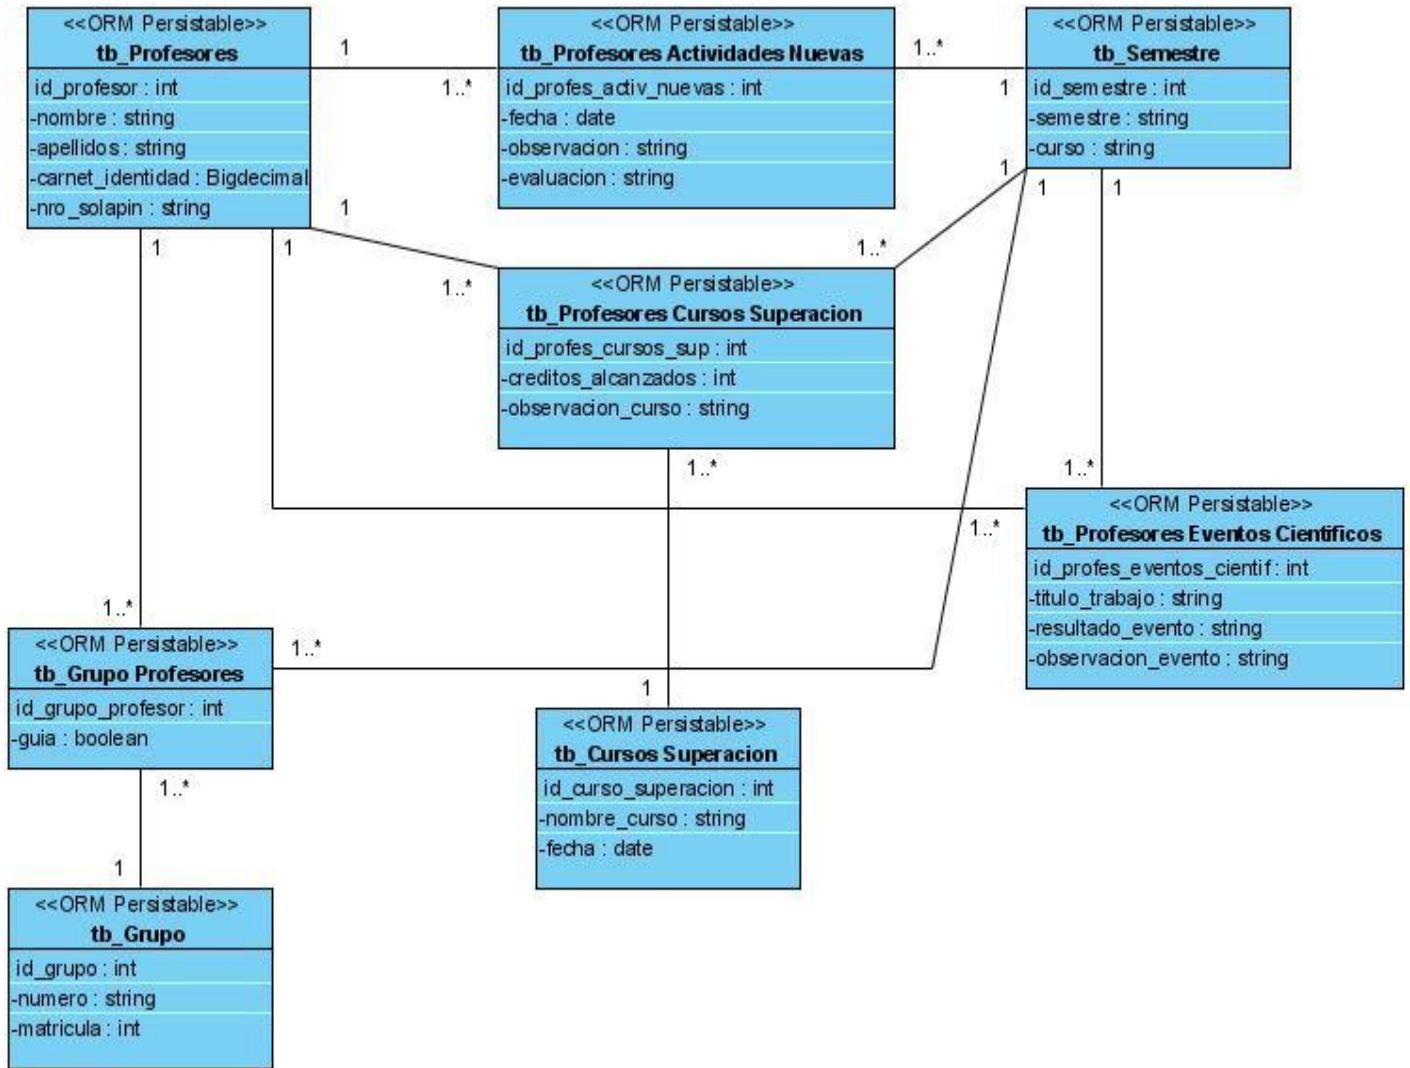 <<ORM Persistable>>
tb_Profesores
id_profesor : int
-nombre : string
-apellidos : string
-carnet_identidad : Bigdecimal
-nro_solapin : string
1
1..*
<<ORM Persistable>>
tb_Profesores Actividades Nuevas
id_profes_activ_nuevas : int
-fecha : date
-observacion : string
-evaluacion : string
1..*
1
<<ORM Persistable>>
tb_Semestre
id_semestre : int
-semestre : string
-curso : string
1
1
1
1
1
1
1..*
1..*
<<ORM Persistable>>
tb_Profesores Cursos Superacion
id_profes_cursos_sup : int
-creditos_alcanzados : int
-observacion_curso : string
1..*
1..*
1..*
<<ORM Persistable>>
tb_Profesores Eventos Cientificos
id_profes_eventos_cientif : int
-titulo_trabajo : string
-resultado_evento : string
-observacion_evento : string
1..*
1..*
<<ORM Persistable>>
tb_Grupo Profesores
id_grupo_profesor : int
-guia : boolean
1..*
1
<<ORM Persistable>>
tb_Cursos Superacion
id_curso_superacion : int
-nombre_curso : string
-fecha : date
1
<<ORM Persistable>>
tb_Grupo
id_grupo : int
-numero : string
-matricula : int